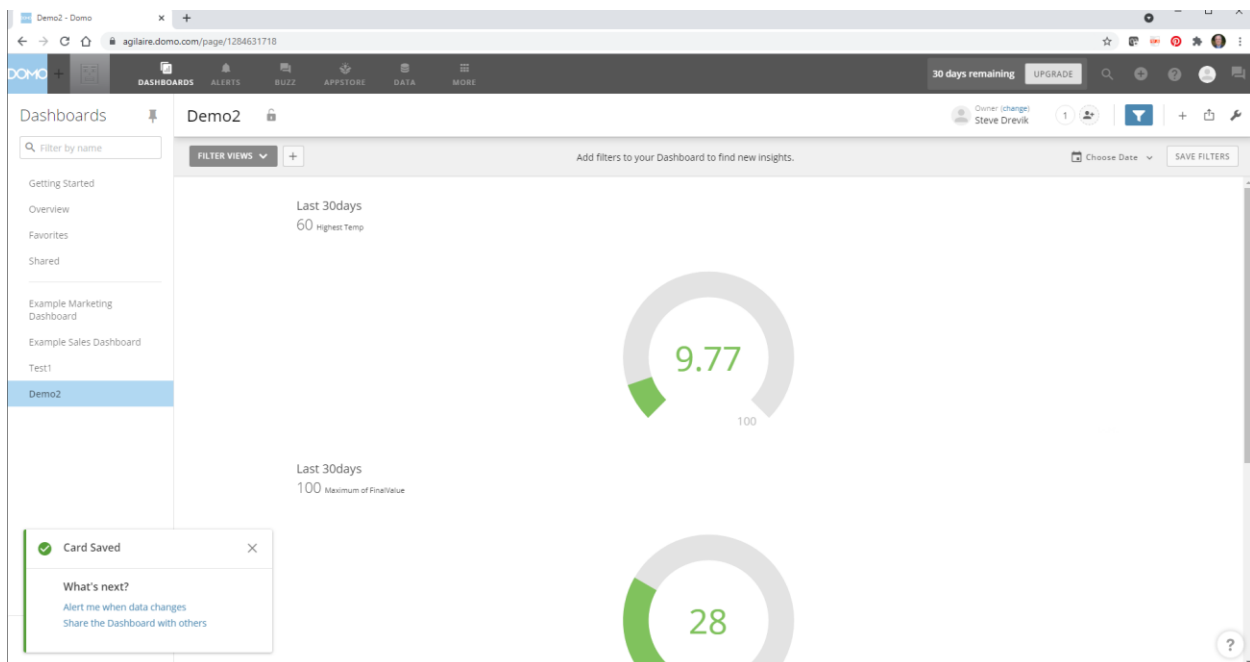 Demo2 - Domo
agilaire.domo.com/page/1284631718
DOMO
DASHBOARDS
ALERTS
BUZZ
APPSTORE
DATA
MORE
30 days remaining
UPGRADE
Dashboards
Demo2
Owner (change)
Steve Drevik
1
Filter by name
FILTER VIEWS
Add filters to your Dashboard to find new insights.
Choose Date
SAVE FILTERS
Getting Started
Overview
Favorites
Shared
Example Marketing
Dashboard
Example Sales Dashboard
Test1
Demo2
Last 30days
60 Highest Temp
9.77
100
Last 30days
100 Maximum of FinalValue
28
Card Saved
What's next?
Alert me when data changes
Share the Dashboard with others